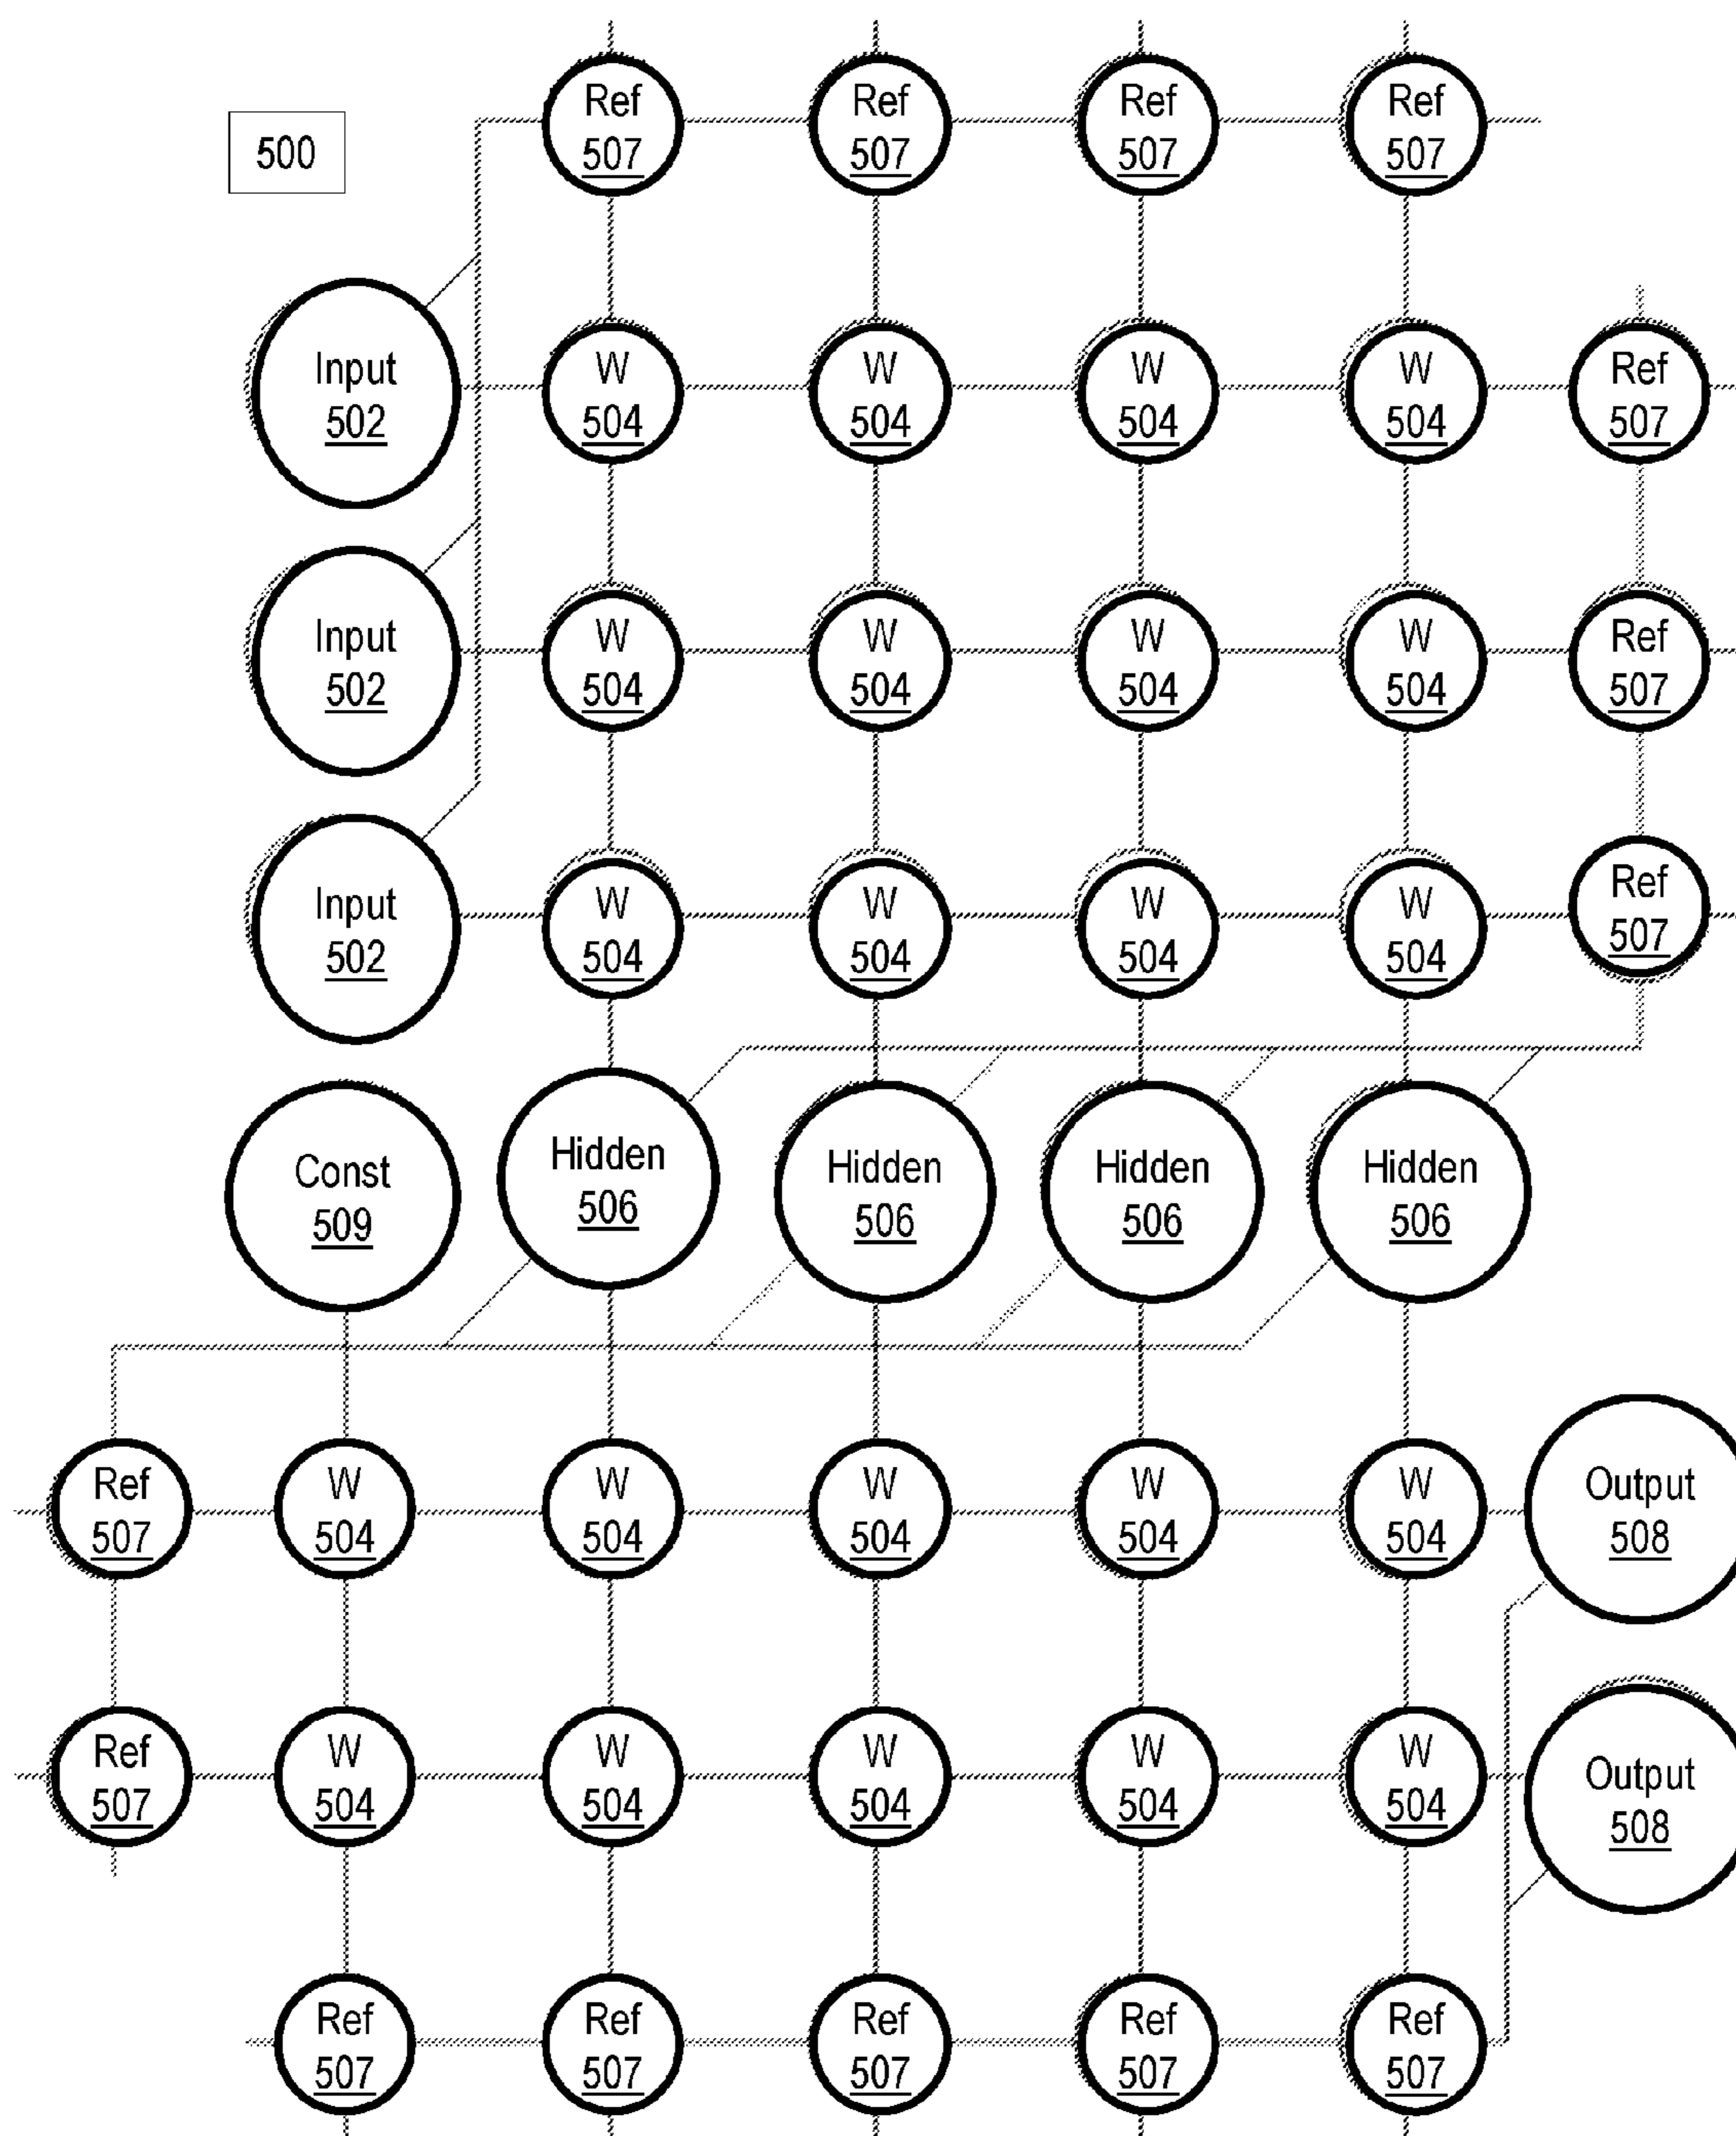 Ref Ref Ref Ref
500
507 507 507 507
Input W W W W Ref
502 504 504 504 504 507
Input W W W W Ref
502 504 504 504 504 507
Input W W W W Ref
502 504 504 504 504 507
Const Hidden Hidden Hidden Hidden
509 506 506 506 506
Ref W W W W W Output
507 504 504 504 504 504 508
Ref W W W W W Output
507 504 504 504 504 504 508
Ref Ref Ref Ref Ref
507 507 507 507 507